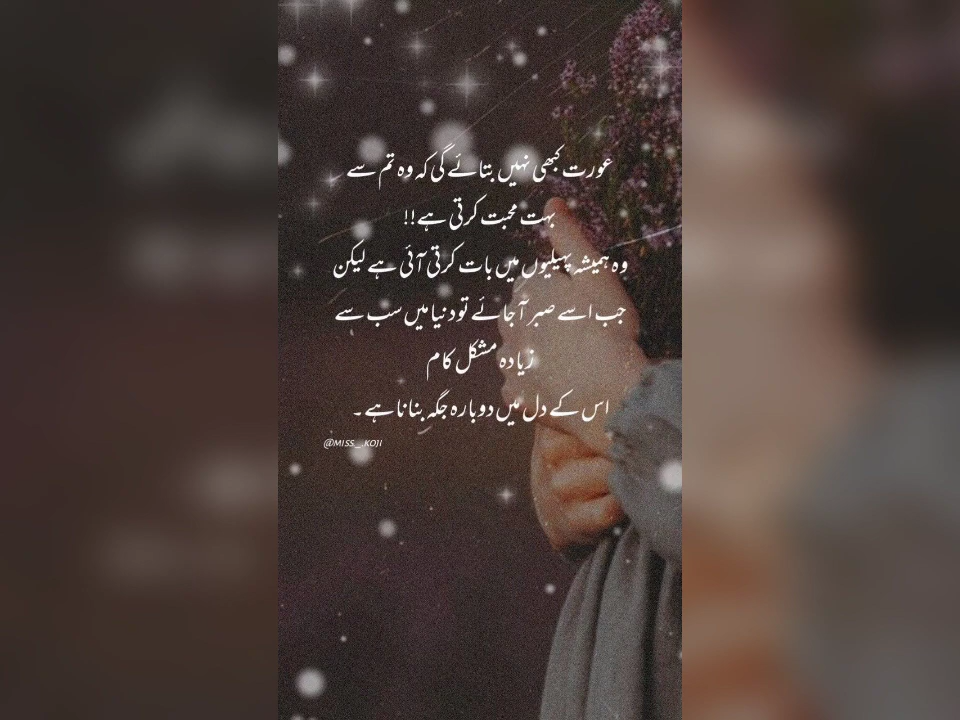 عورت کبھی نہیں بتائے گی کہ وہ تم سے
بہت محبت کرتی ہے!!
وہ ہمیشہ پہیلیوں میں بات کرتی آئی ہے لیکن
جب اسے صبر آجائے تو دنیا میں سب سے
زیادہ مشکل کام
اس کے دل میں دوبارہ جگہ بنانا ہے۔
@MISS__KOJI